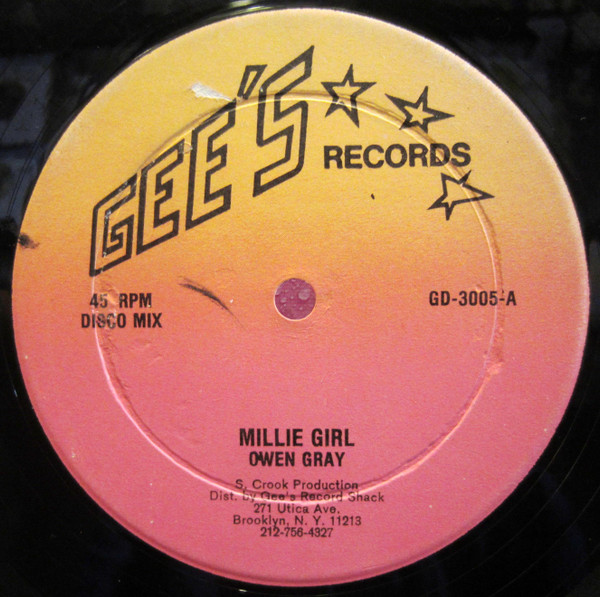 GEE'S
RECORDS
45 RPM
DISCO MIX
GD-3005-A
MILLIE GIRL
OWEN GRAY
S. Crook Production
Dist. by Gee's Record Shack
271 Utica Ave.
Brooklyn, N. Y. 11213
212-756-4327